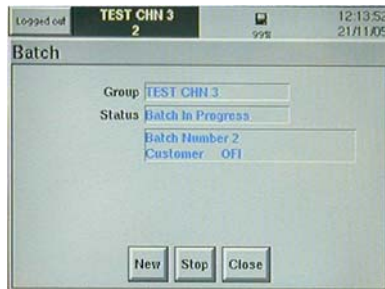 Logged out
TEST CHN 3
2
99%
12:13:52
21/11/05
Batch
Group TEST CHN 3
Status Batch In Progress
Batch Number 2
Customer OFI
New Stop Close